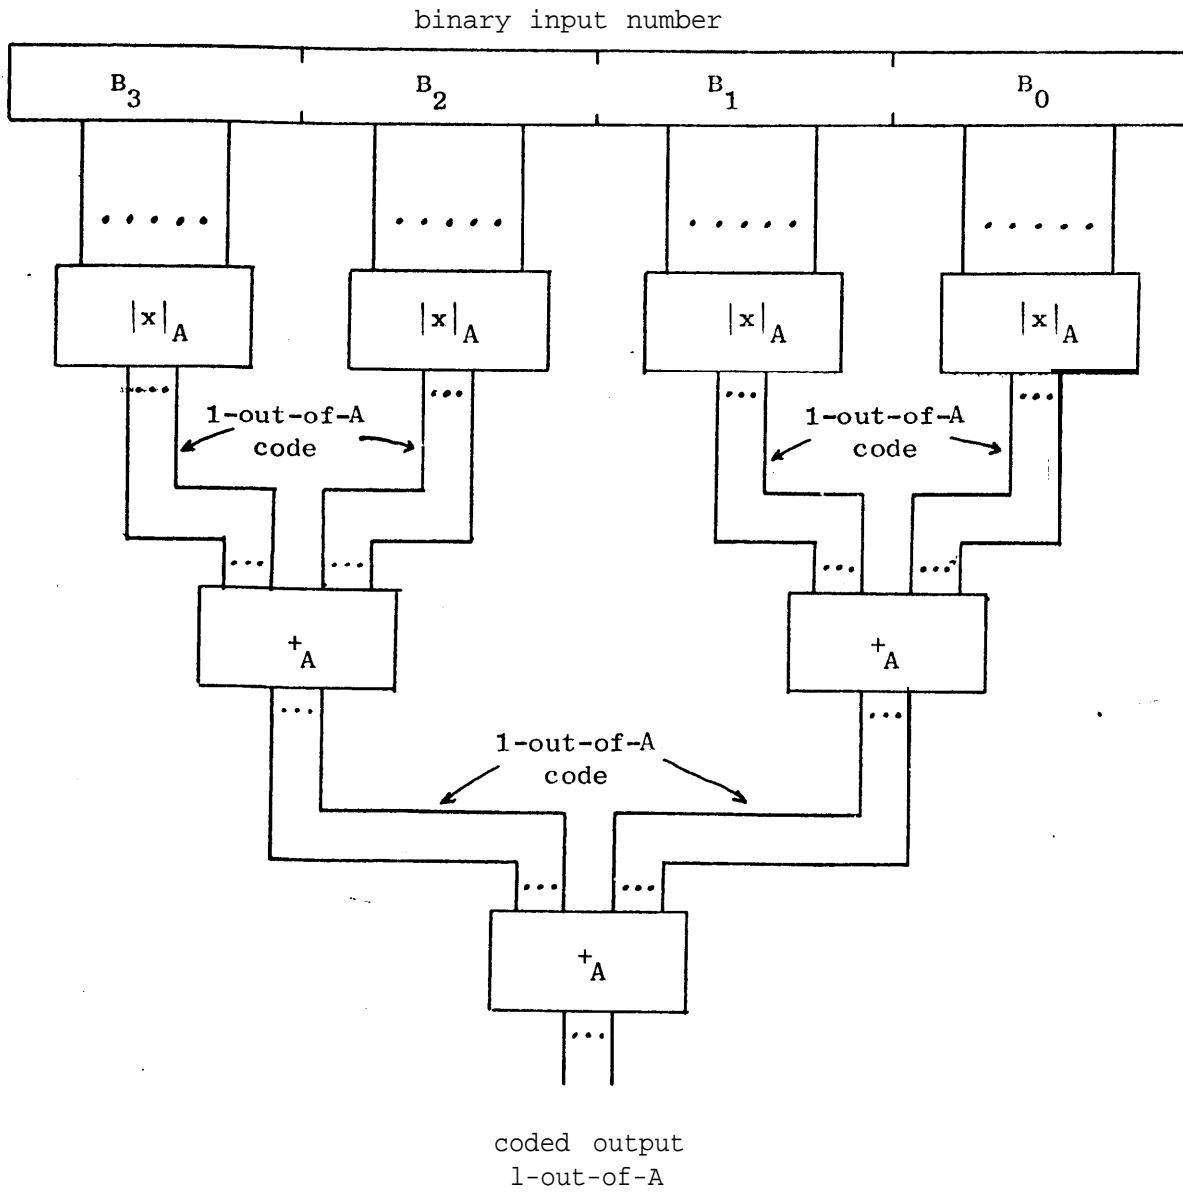 binary input number
B3 B2 B1 B0
|x|A |x|A |x|A |x|A
1-out-of-A
code
1-out-of-A
code
+A +A
1-out-of-A
code
+A
coded output
1-out-of-A